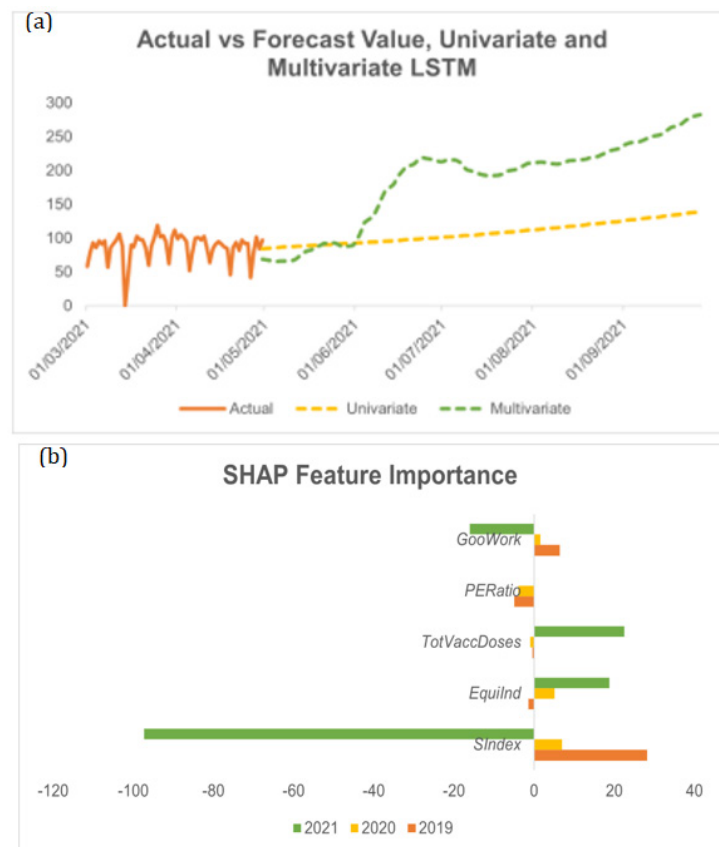 (a)
Actual vs Forecast Value, Univariate and
Multivariate LSTM
300
250
200
150
100
50
0
01/03/2021 01/04/2021 01/05/2021 01/06/2021 01/07/2021 01/08/2021 01/09/2021
Actual Univariate Multivariate
(b)
SHAP Feature Importance
GooWork
PERatio
TotVaccDoses
EquiInd
SIndex
-120 -100 -80 -60 -40 -20 0 20 40
2021 2020 2019